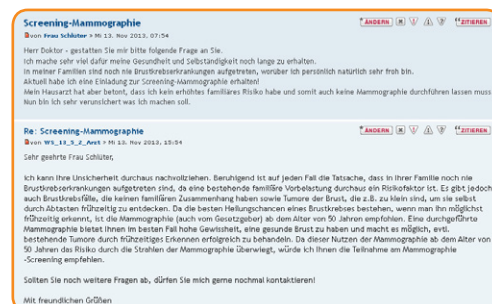 Screening-Mammographie
ÄNDERN
ZITIEREN
von Frau Schlüter » Mi 13. Nov 2013, 07:54
Herr Doktor - gestatten Sie mir bitte folgende Frage an Sie.
Ich mache sehr viel dafür meine Gesundheit und Selbständigkeit noch lange zu erhalten.
In meiner Familien sind noch nie Brustkrebserkrankungen aufgetreten, worüber ich persönlich natürlich sehr froh bin.
Aktuell habe ich eine Einladung zur Screening-Mammographie erhalten!
Mein Hausarzt hat aber betont, dass ich kein erhöhtes familiäres Risiko habe und somit auch keine Mammographie durchführen lassen muss.
Nun bin ich sehr verunsichert was ich machen soll.
Re: Screening-Mammographie
ÄNDERN
ZITIEREN
von WS_13_S_2_Arzt » Mi 13. Nov 2013, 15:54
Sehr geehrte Frau Schlüter,
ich kann Ihre Unsicherheit durchaus nachvollziehen. Beruhigend ist auf jeden Fall die Tatsache, dass in Ihrer Familie noch nie
Brustkrebserkrankungen aufgetreten sind, da eine bestehende familiäre Vorbelastung durchaus ein Risikofaktor ist. Es gibt jedoch
auch Brustkrebsfälle, die keinen familiären Zusammenhang haben sowie Tumore der Brust, die z.B. zu klein sind, um sie selbst
durch Abtasten frühzeitig zu entdecken. Da die besten Heilungschancen eines Brustkrebses bestehen, wenn man ihn möglichst
frühzeitig erkennt, ist die Mammographie (auch vom Gesetzgeber) ab dem Alter von 50 Jahren empfohlen. Eine durchgeführte
Mammographie bietet Ihnen im besten Fall hohe Gewissheit, eine gesunde Brust zu haben und macht es möglich, evtl.
bestehende Tumore durch frühzeitiges Erkennen erfolgreich zu behandeln. Da dieser Nutzen der Mammographie ab dem Alter von
50 Jahren das Risiko durch die Strahlen der Mammographie überwiegt, würde ich Ihnen die Teilnahme am Mammographie
-Screening empfehlen.
Sollten Sie noch weitere Fragen ab, dürfen Sie mich gerne nochmal kontaktieren!
Mit freundlichen Grüßen